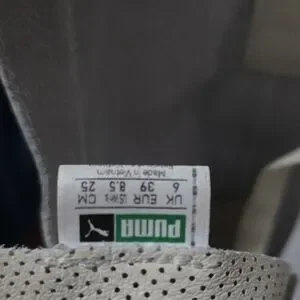 PUMA
UK EUR US W's CM
6 39 8.5 25
Made in Vietnam